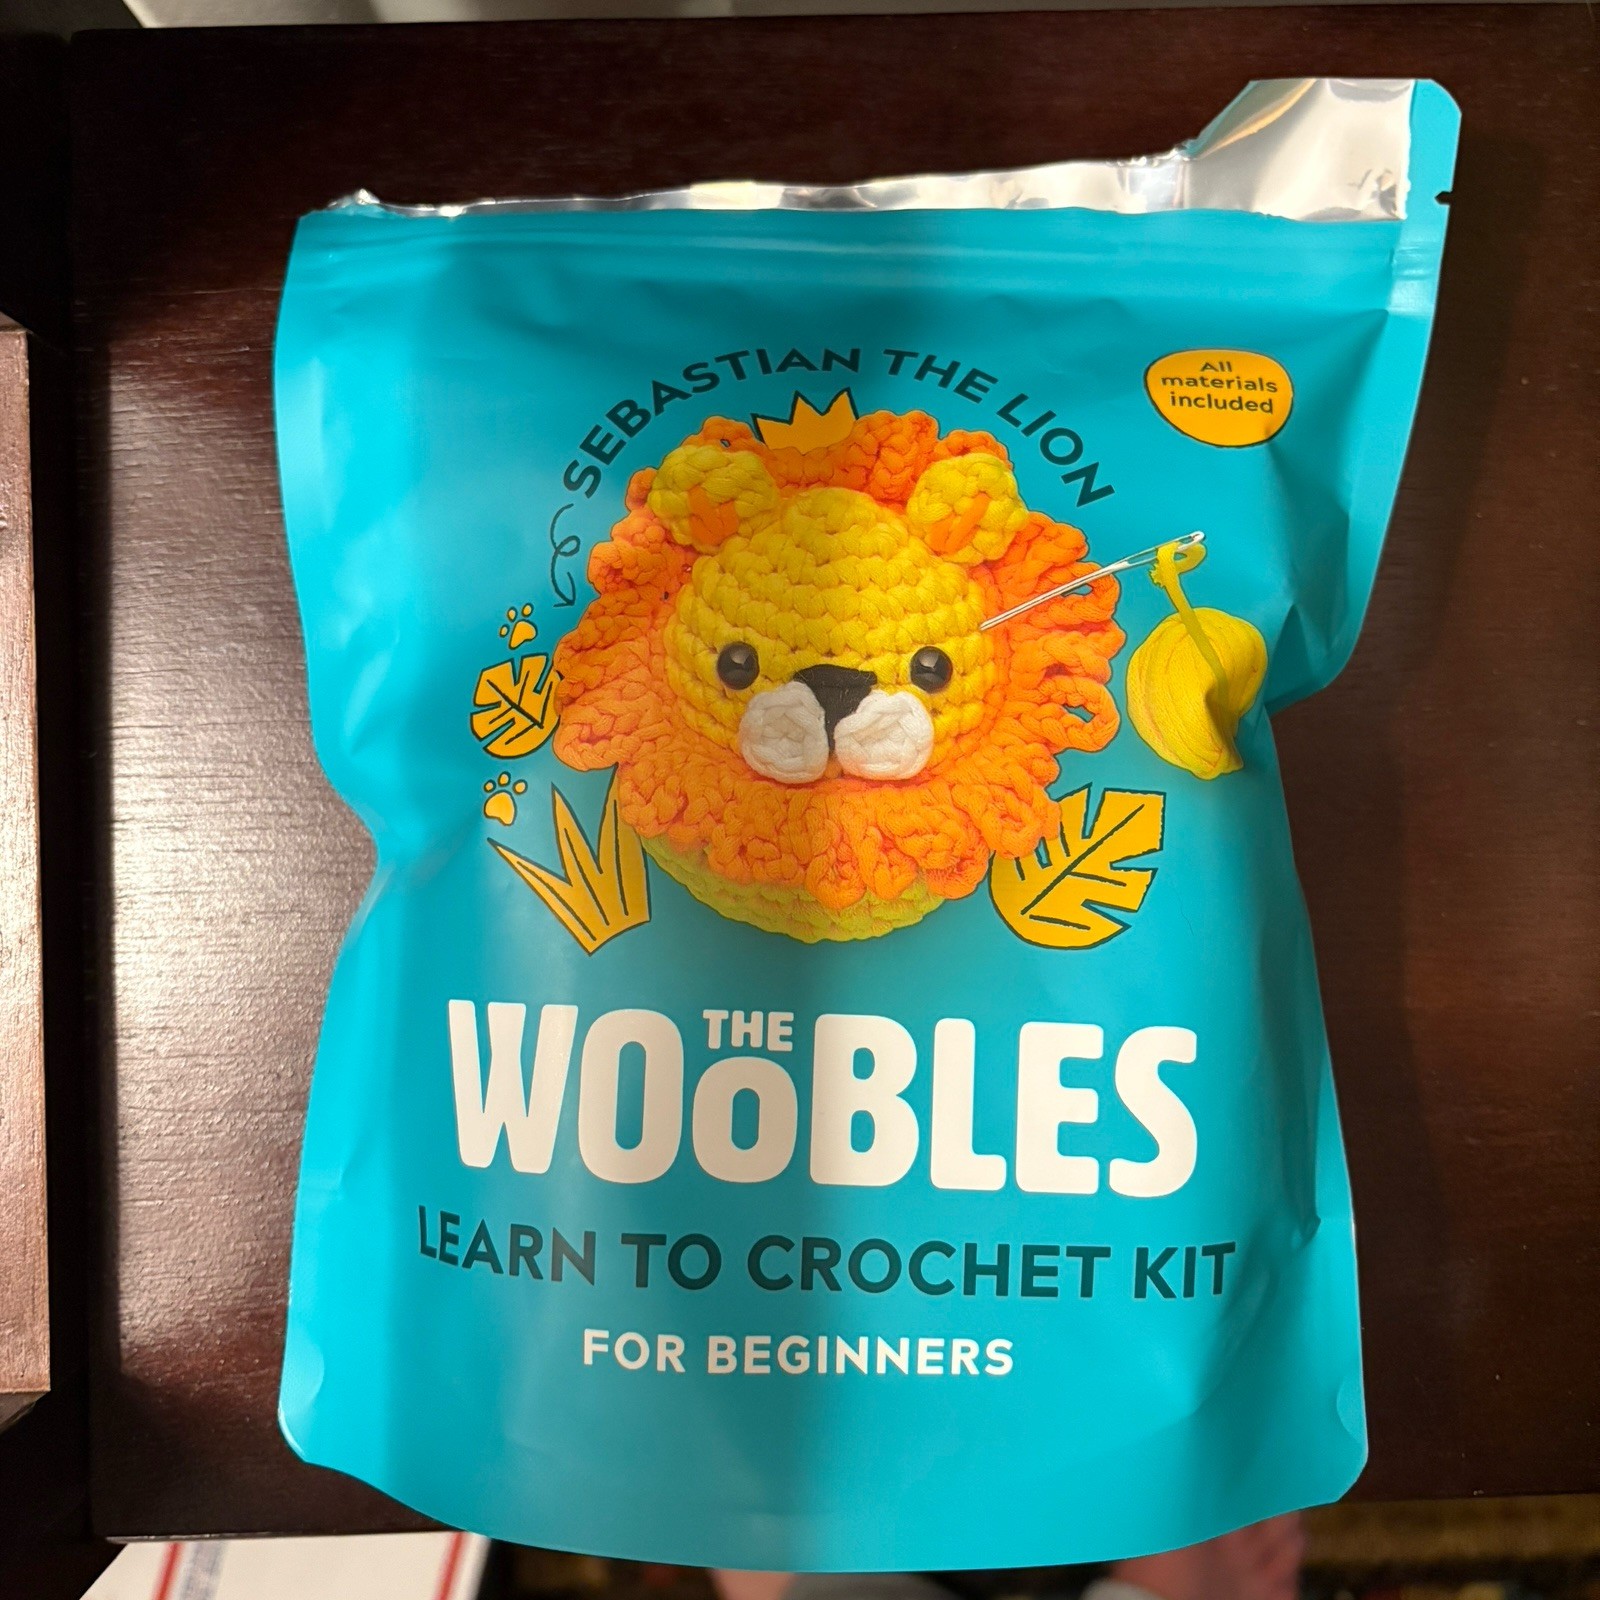 SEBASTIAN THE LION
All
materials
included
THE
WOOBLES
LEARN TO CROCHET KIT
FOR BEGINNERS